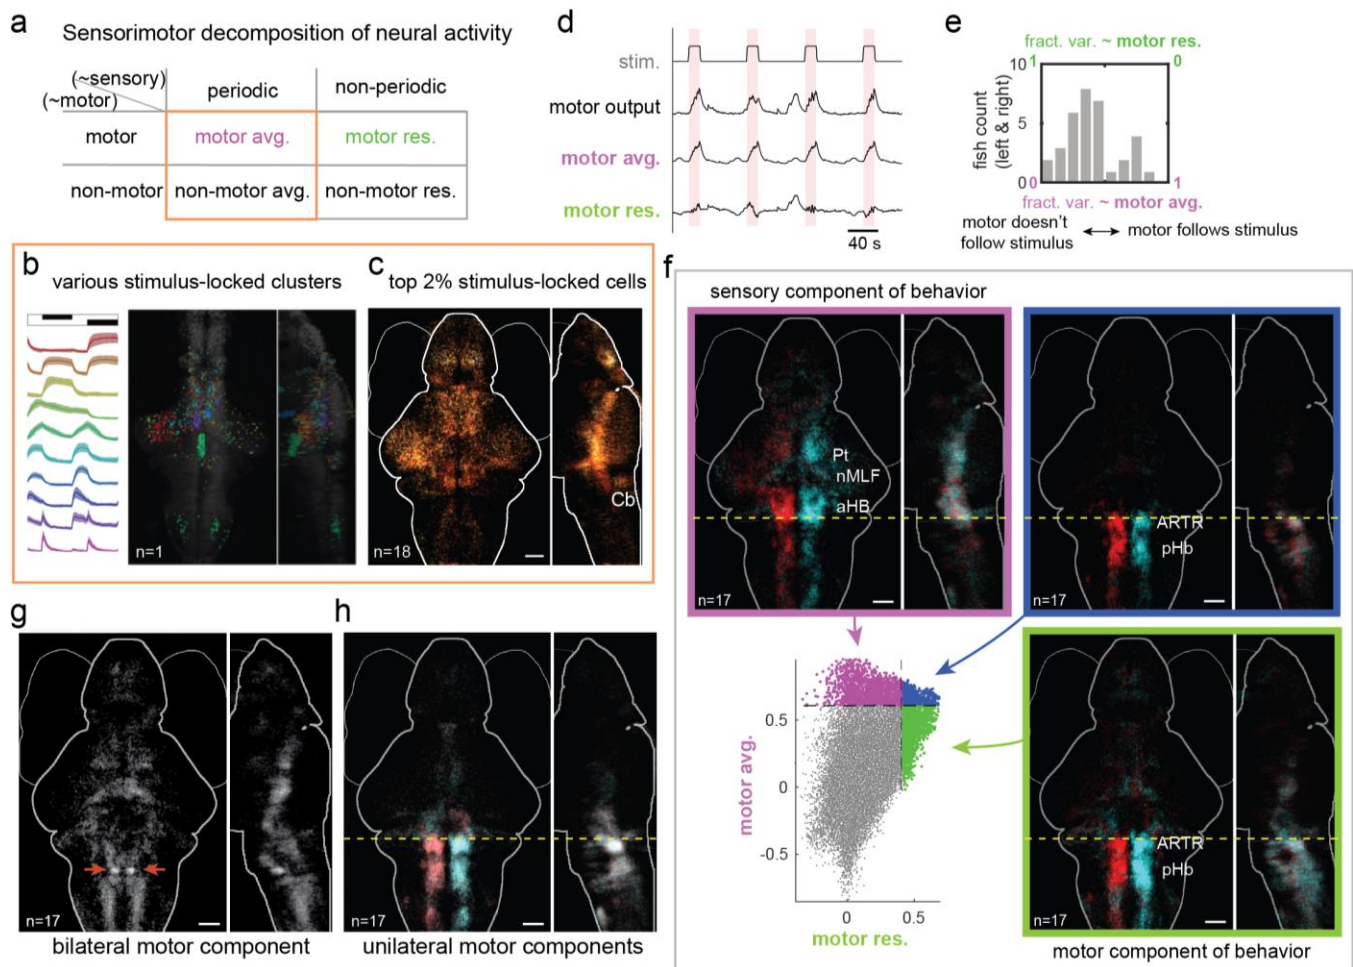 a
Sensorimotor decomposition of neural activity
(~sensory)
(~motor)
periodic
non-periodic
motor
motor avg.
motor res.
non-motor
non-motor avg.
non-motor res.
b
various stimulus-locked clusters
n=1
c
top 2% stimulus-locked cells
Cb
n=18
d
stim.
motor output
motor avg.
motor res.
40 s
e
fract. var. ~ motor res.
1
0
10
5
0
fish count
(left & right)
0
1
fract. var. ~ motor avg.
motor doesn't
follow stimulus
motor follows stimulus
f
sensory component of behavior
Pt
nMLF
aHB
n=17
ARTR
pHb
n=17
0.5
0
-0.5
motor avg.
0
0.5
motor res.
ARTR
pHb
n=17
motor component of behavior
g
n=17
bilateral motor component
h
n=17
unilateral motor components